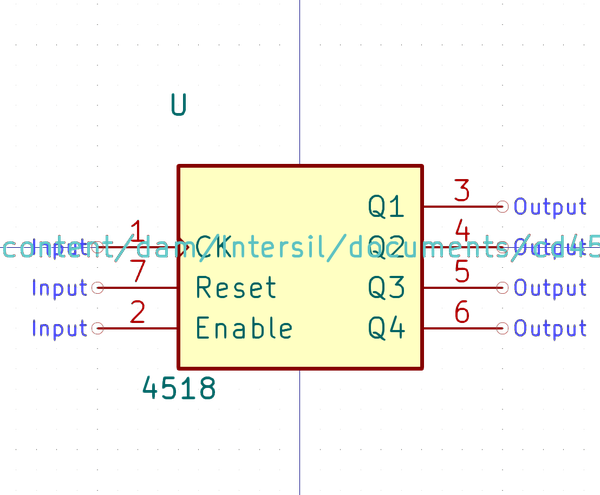 U
Q1 3 Output
Input 1 CK Q2 4 Output
content/dam/Intersil/documents/cd45
Input 7 Reset Q3 5 Output
Input 2 Enable Q4 6 Output
4518